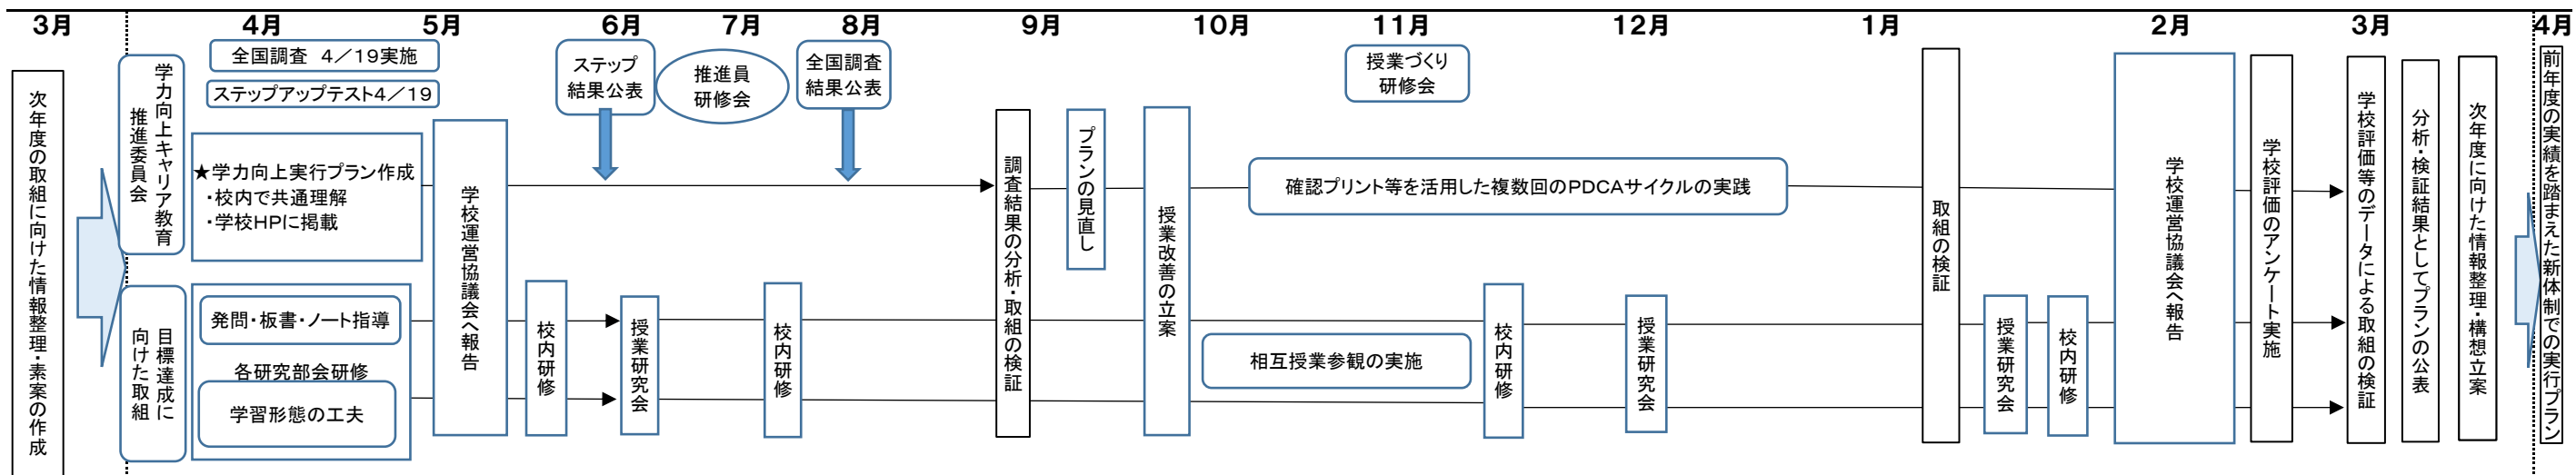 3月
4月
5月
6月
7月
8月
9月
10月
11月
12月
1月
2月
3月
4月
次年度の取組に向けた情報整理・素案の作成
学力向上キャリア教育
推進委員会
全国調査 4/19実施
ステップアップテスト4/19
★学力向上実行プラン作成
・校内で共通理解
・学校HPに掲載
目標達成に
向けた取組
発問・板書・ノート指導
各研究部会研修
学習形態の工夫
学校運営協議会へ報告
校内研修
ステップ
結果公表
授業研究会
推進員
研修会
校内研修
全国調査
結果公表
調査結果の分析・取組の検証
プランの見直し
授業改善の立案
授業づくり
研修会
確認プリント等を活用した複数回のPDCAサイクルの実践
相互授業参観の実施
校内研修
授業研究会
取組の検証
授業研究会
校内研修
学校運営協議会へ報告
学校評価のアンケート実施
学校評価等のデータによる取組の検証
分析・検証結果としてプランの公表
次年度に向けた情報整理・構想立案
前年度の実績を踏まえた新体制での実行プラン